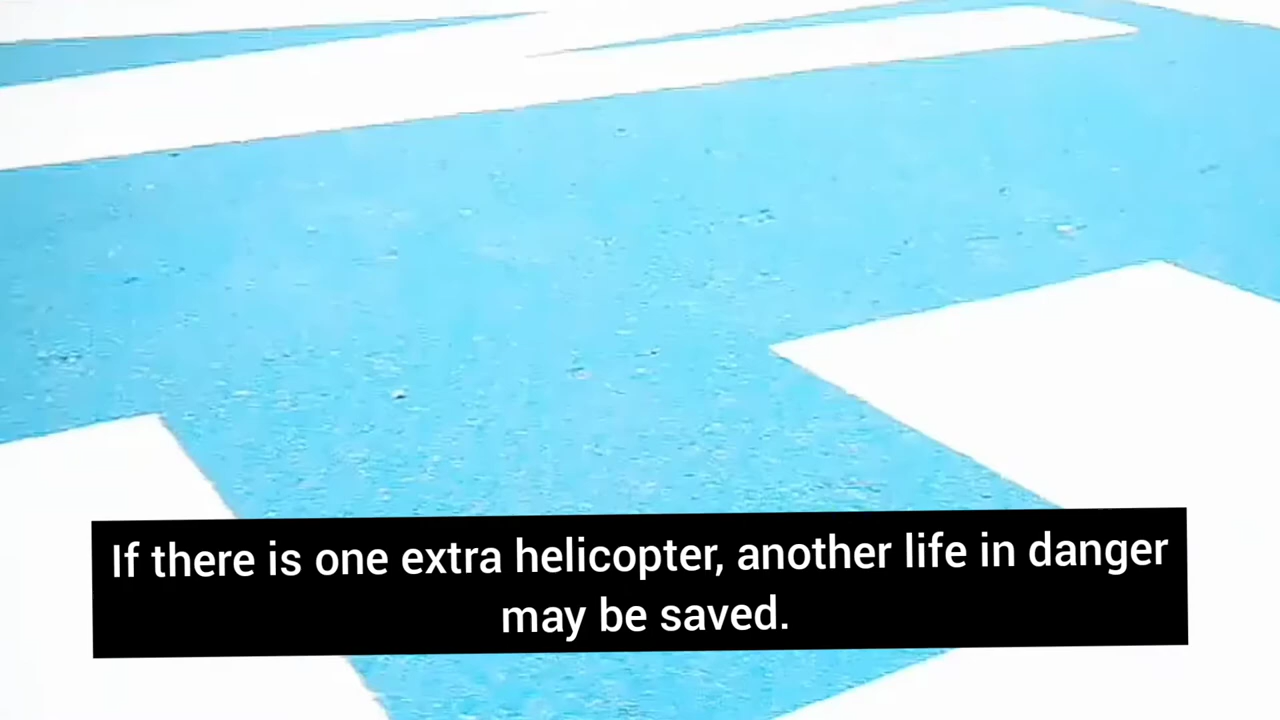 If there is one extra helicopter, another life in danger
may be saved.